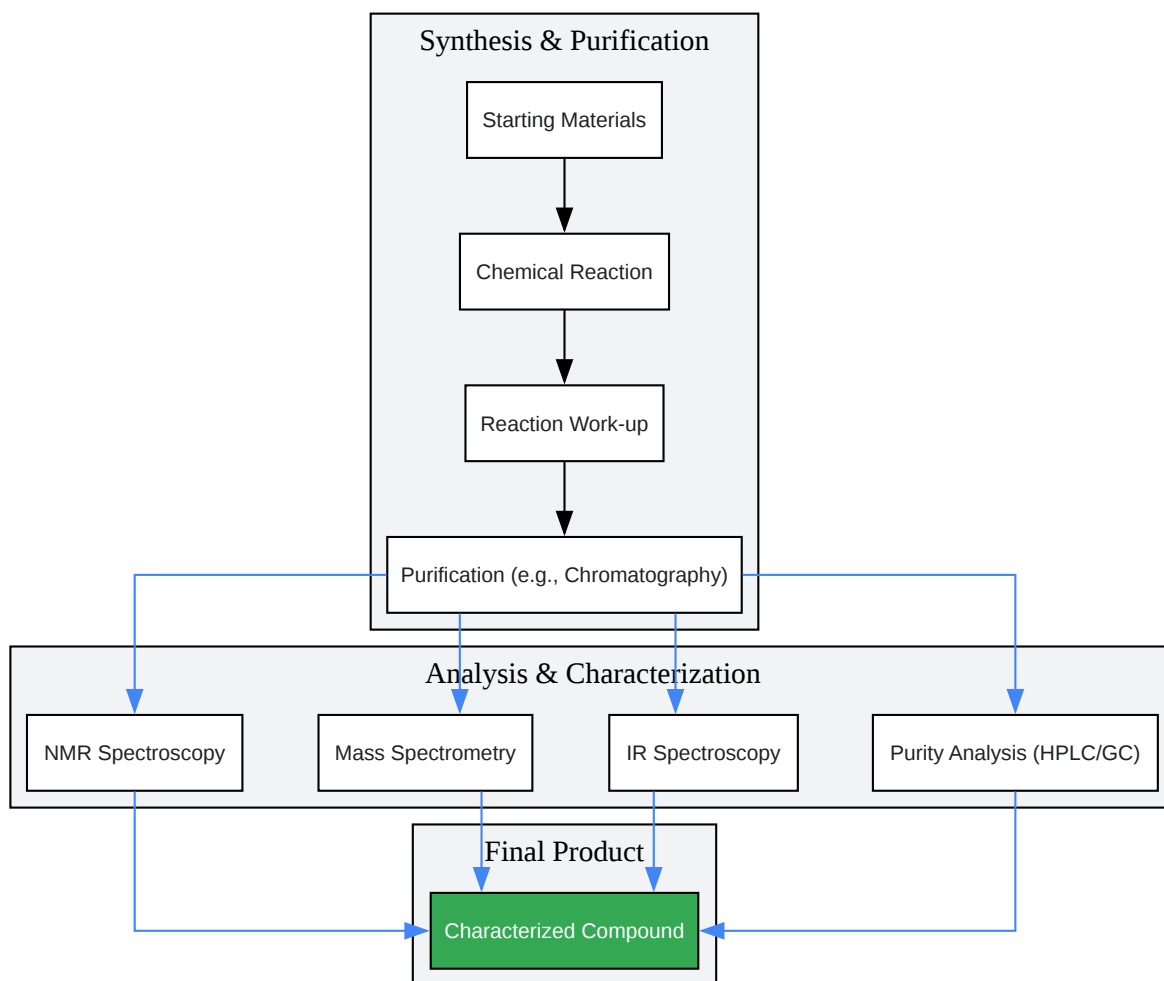 Synthesis & Purification
Starting Materials
Chemical Reaction
Reaction Work-up
Purification (e.g., Chromatography)
Analysis & Characterization
NMR Spectroscopy
Mass Spectrometry
IR Spectroscopy
Purity Analysis (HPLC/GC)
Final Product
Characterized Compound